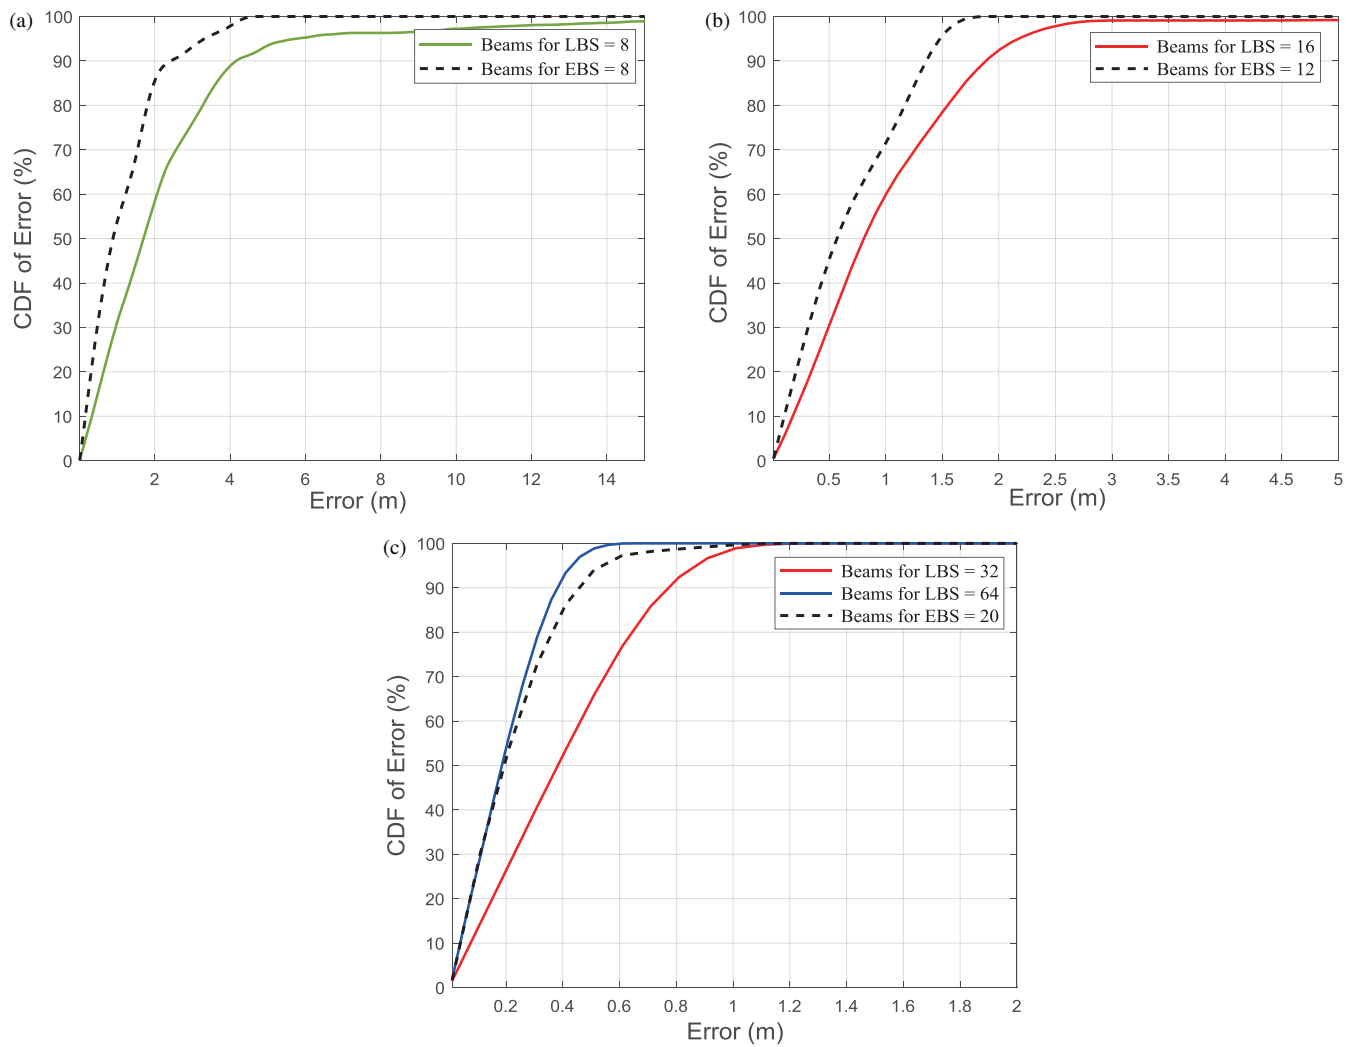 (a)
100
90
80
70
60
50
40
30
20
10
0
CDF of Error (%)
Beams for LBS = 8
Beams for EBS = 8
2 4 6 8 10 12 14
Error (m)
(b)
100
90
80
70
60
50
40
30
20
10
0
CDF of Error (%)
Beams for LBS = 16
Beams for EBS = 12
0.5 1 1.5 2 2.5 3 3.5 4 4.5 5
Error (m)
(c)
100
90
80
70
60
50
40
30
20
10
0
CDF of Error (%)
Beams for LBS = 32
Beams for LBS = 64
Beams for EBS = 20
0.2 0.4 0.6 0.8 1 1.2 1.4 1.6 1.8 2
Error (m)